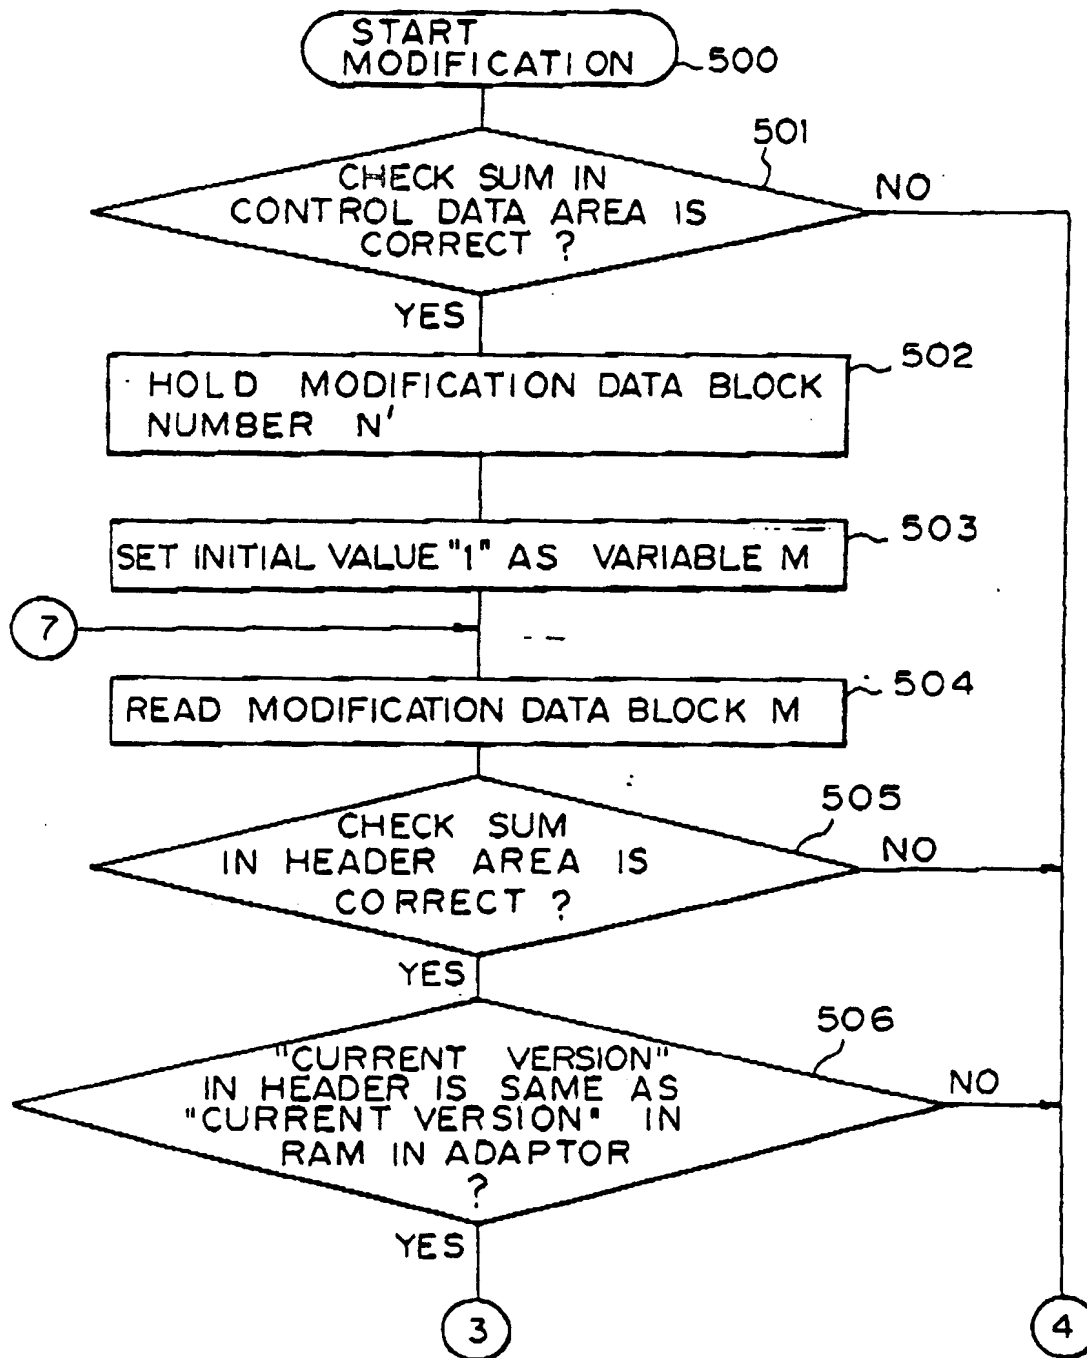 START
MODIFICATION
500
501
CHECK SUM IN
CONTROL DATA AREA IS
CORRECT ?
NO
YES
502
HOLD MODIFICATION DATA BLOCK
NUMBER N'
503
SET INITIAL VALUE "1" AS VARIABLE M
7
504
READ MODIFICATION DATA BLOCK M
505
CHECK SUM
IN HEADER AREA IS
CORRECT ?
NO
YES
506
"CURRENT VERSION"
IN HEADER IS SAME AS
"CURRENT VERSION" IN
RAM IN ADAPTOR
?
NO
YES
3
4